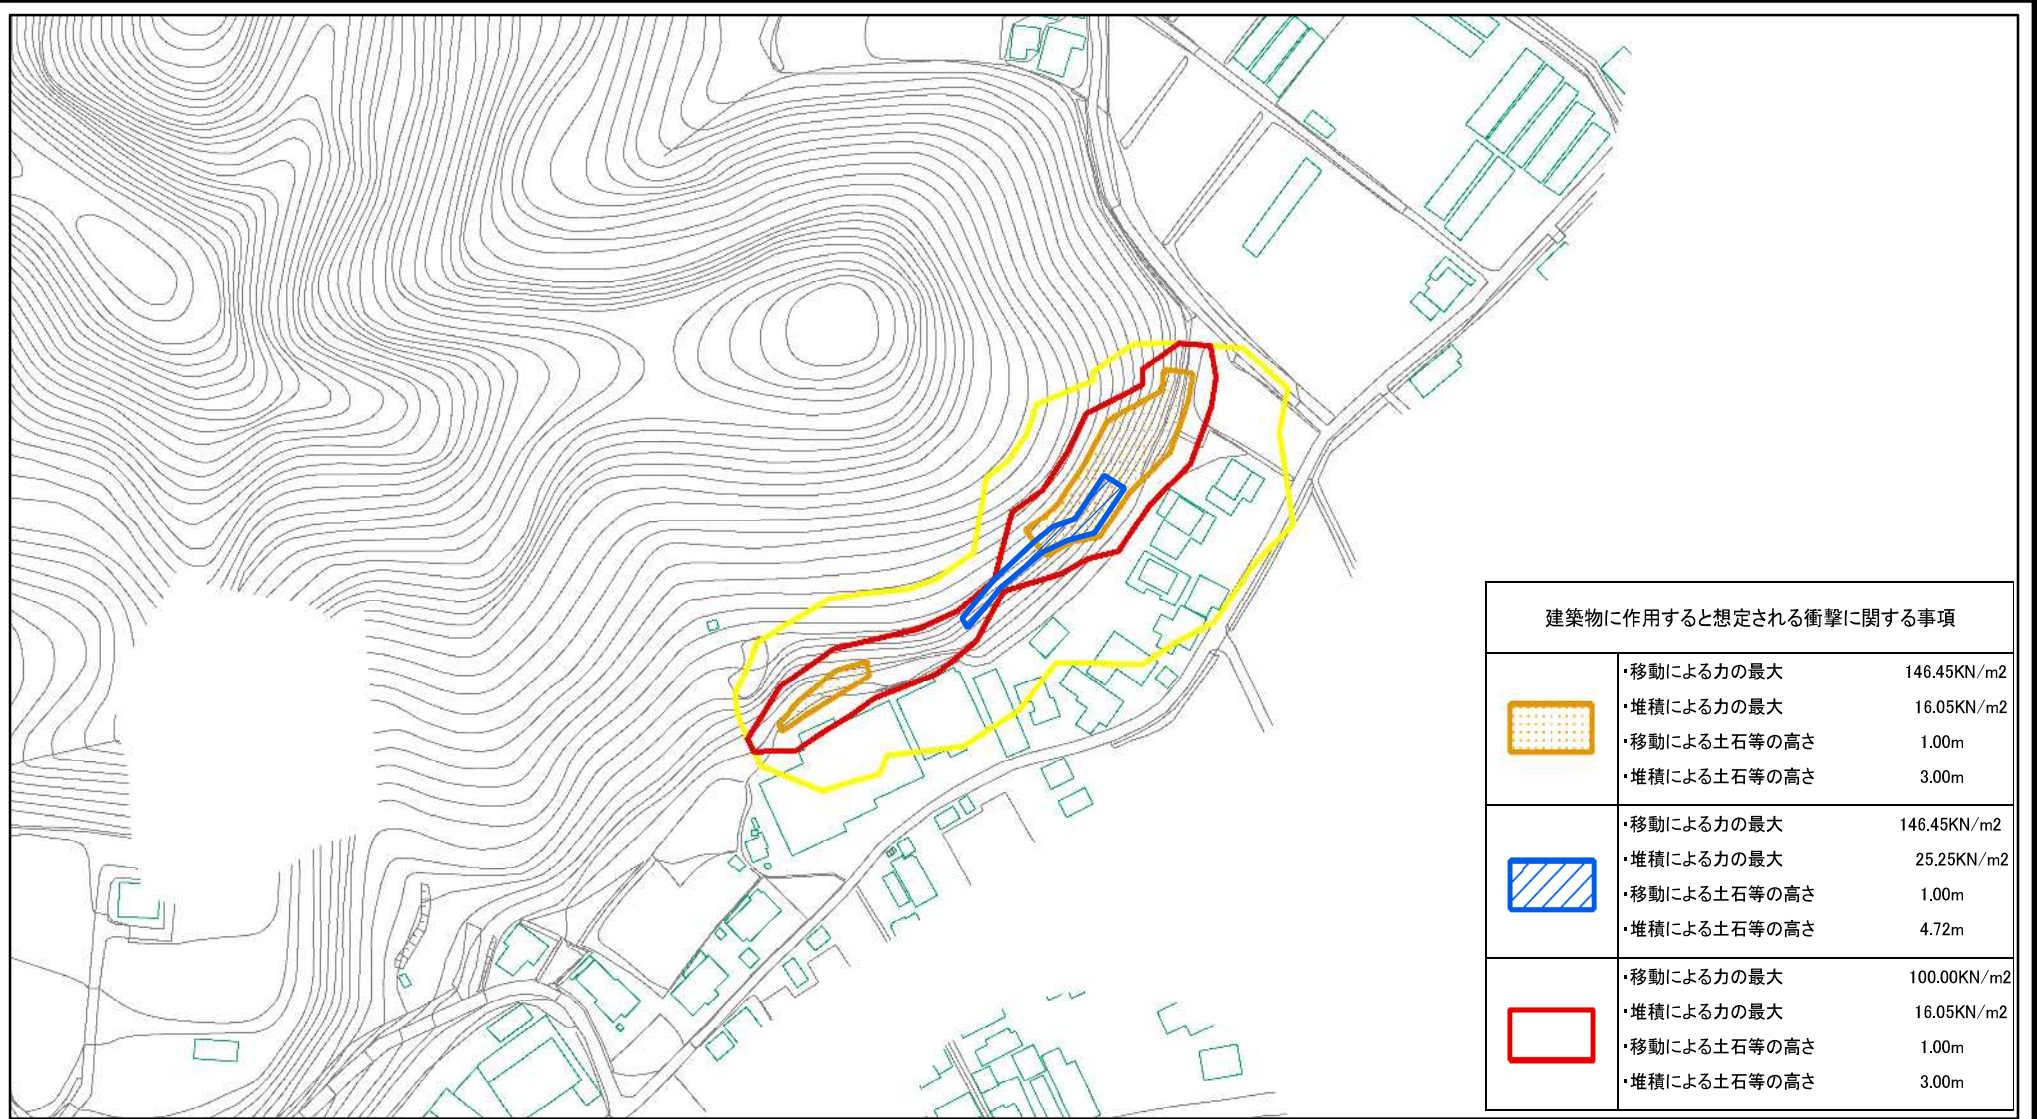 建築物に作用すると想定される衝撃に関する事項
・移動による力の最大 146.45KN/m2
・堆積による力の最大 16.05KN/m2
・移動による土石等の高さ 1.00m
・堆積による土石等の高さ 3.00m
・移動による力の最大 146.45KN/m2
・堆積による力の最大 25.25KN/m2
・移動による土石等の高さ 1.00m
・堆積による土石等の高さ 4.72m
・移動による力の最大 100.00KN/m2
・堆積による力の最大 16.05KN/m2
・移動による土石等の高さ 1.00m
・堆積による土石等の高さ 3.00m